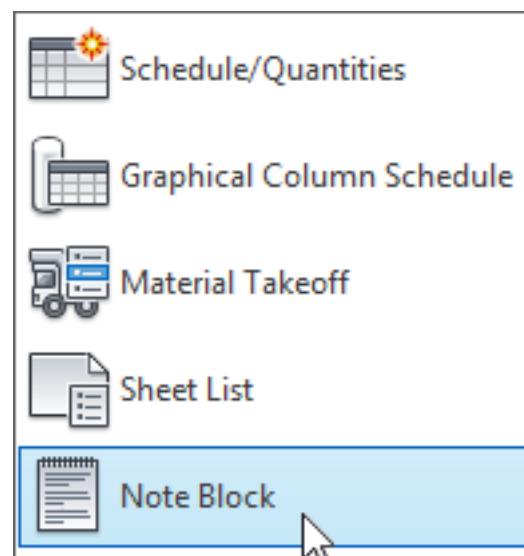 Schedule/Quantities
Graphical Column Schedule
Material Takeoff
Sheet List
Note Block